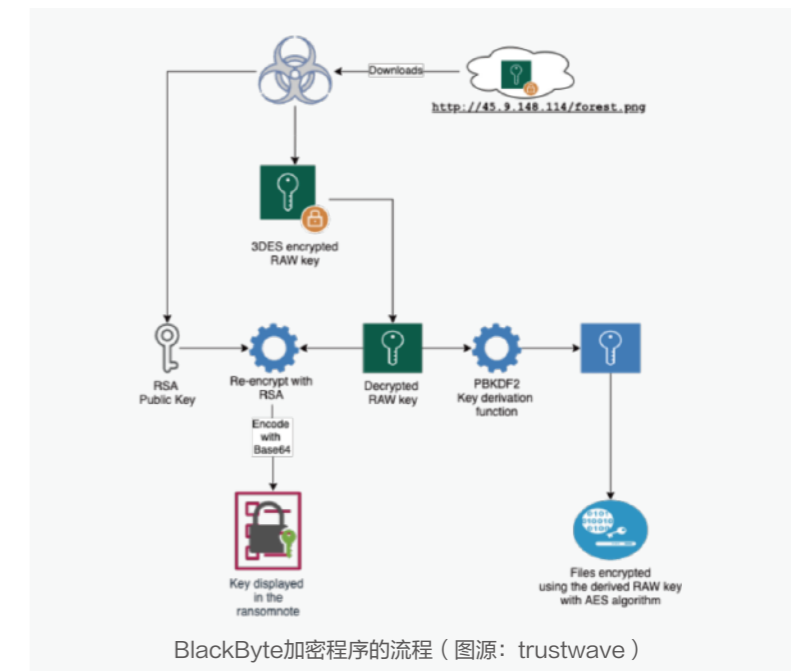 Downloads
http://45.9.148.114/forest.png
3DES encrypted
RAW key
RSA
Public Key
Re-encrypt with
RSA
Decrypted
RAW key
PBKDF2
Key derivation
function
Encode
with
Base64
0101
010010
0100
Key displayed
in the
ransomnote
Files encrypted
using the derived RAW key
with AES algorithm
BlackByte加密程序的流程（图源：trustwave）